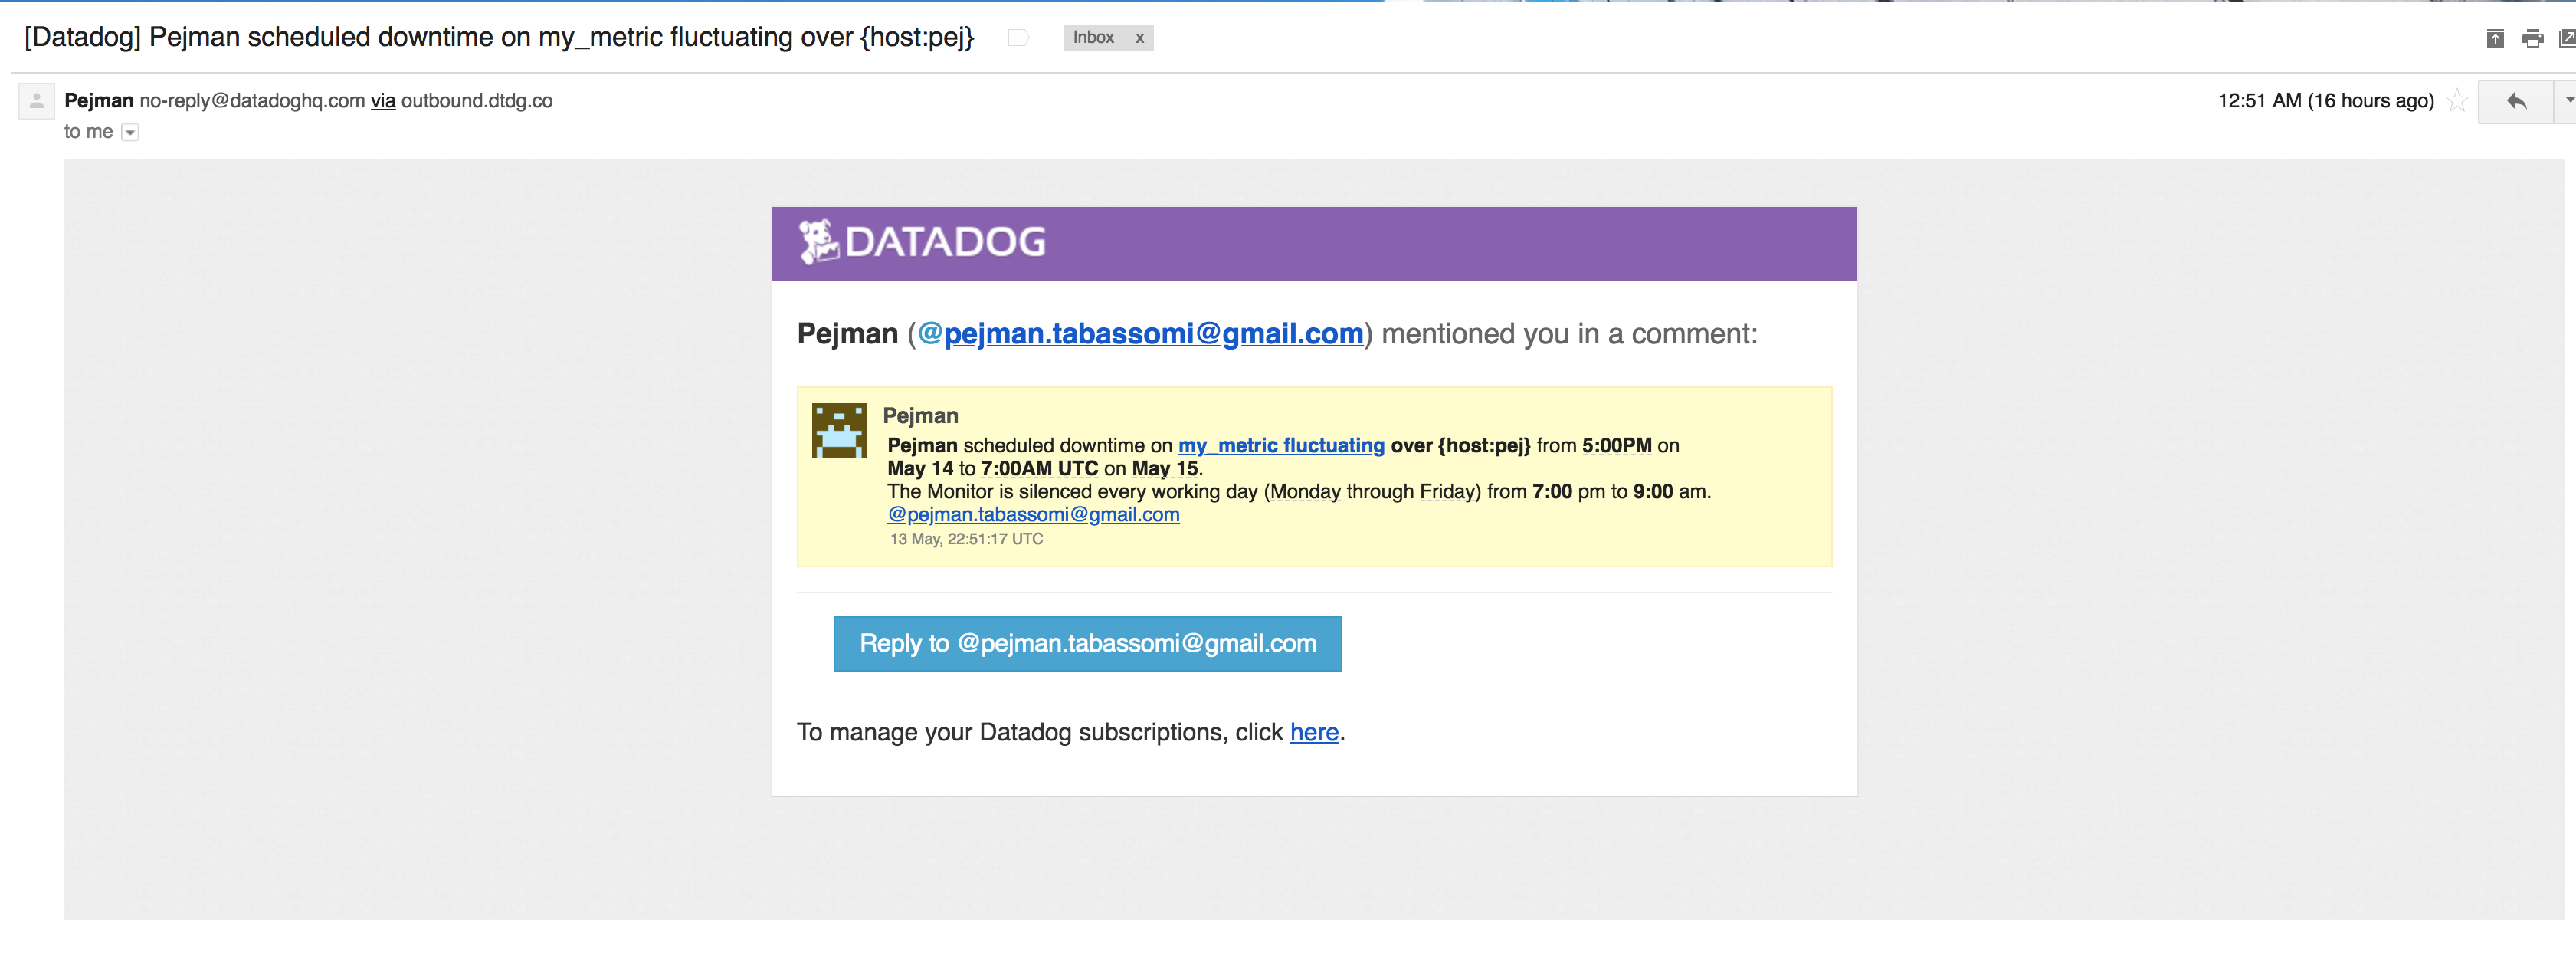 [Datadog] Pejman scheduled downtime on my_metric fluctuating over {host:pej} Inbox x
Pejman no-reply@datadoghq.com via outbound.dtdg.co 12:51 AM (16 hours ago)
to me
DATADOG
Pejman (@pejman.tabassomi@gmail.com) mentioned you in a comment:
Pejman
Pejman scheduled downtime on my_metric fluctuating over {host:pej} from 5:00PM on
May 14 to 7:00AM UTC on May 15.
The Monitor is silenced every working day (Monday through Friday) from 7:00 pm to 9:00 am.
@pejman.tabassomi@gmail.com
13 May, 22:51:17 UTC
Reply to @pejman.tabassomi@gmail.com
To manage your Datadog subscriptions, click here.